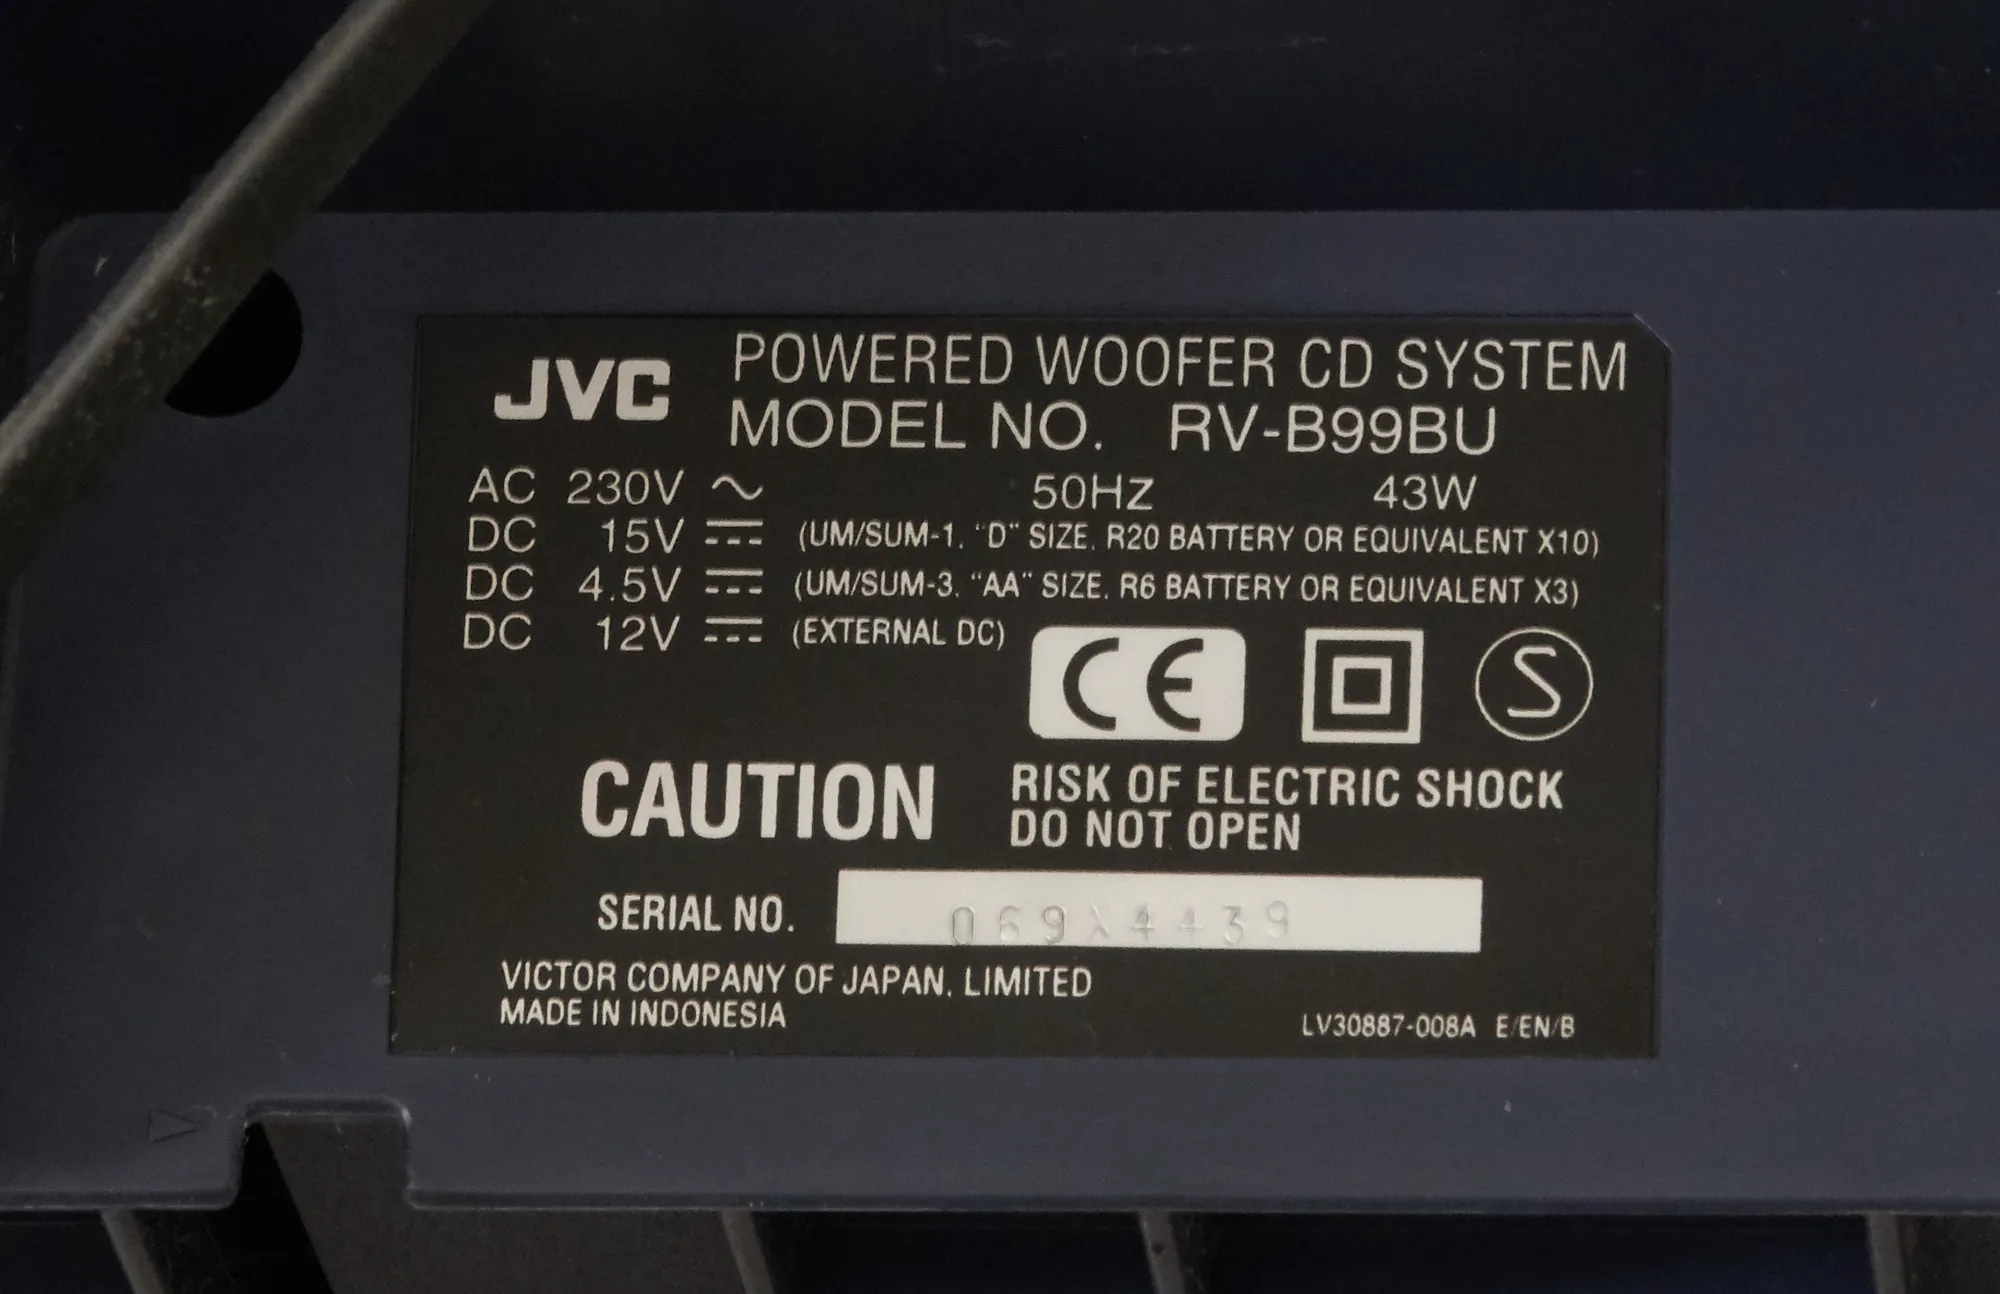 JVC POWERED WOOFER CD SYSTEM
MODEL NO. RV-B99BU
AC 230V ~ 50HZ 43W
DC 15V ⎓ (UM/SUM-1. "D" SIZE. R20 BATTERY OR EQUIVALENT X10)
DC 4.5V ⎓ (UM/SUM-3. "AA" SIZE. R6 BATTERY OR EQUIVALENT X3)
DC 12V ⎓ (EXTERNAL DC)
CE S
CAUTION RISK OF ELECTRIC SHOCK
DO NOT OPEN
SERIAL NO. 069X4439
VICTOR COMPANY OF JAPAN, LIMITED
MADE IN INDONESIA
LV30887-008A E/EN/B